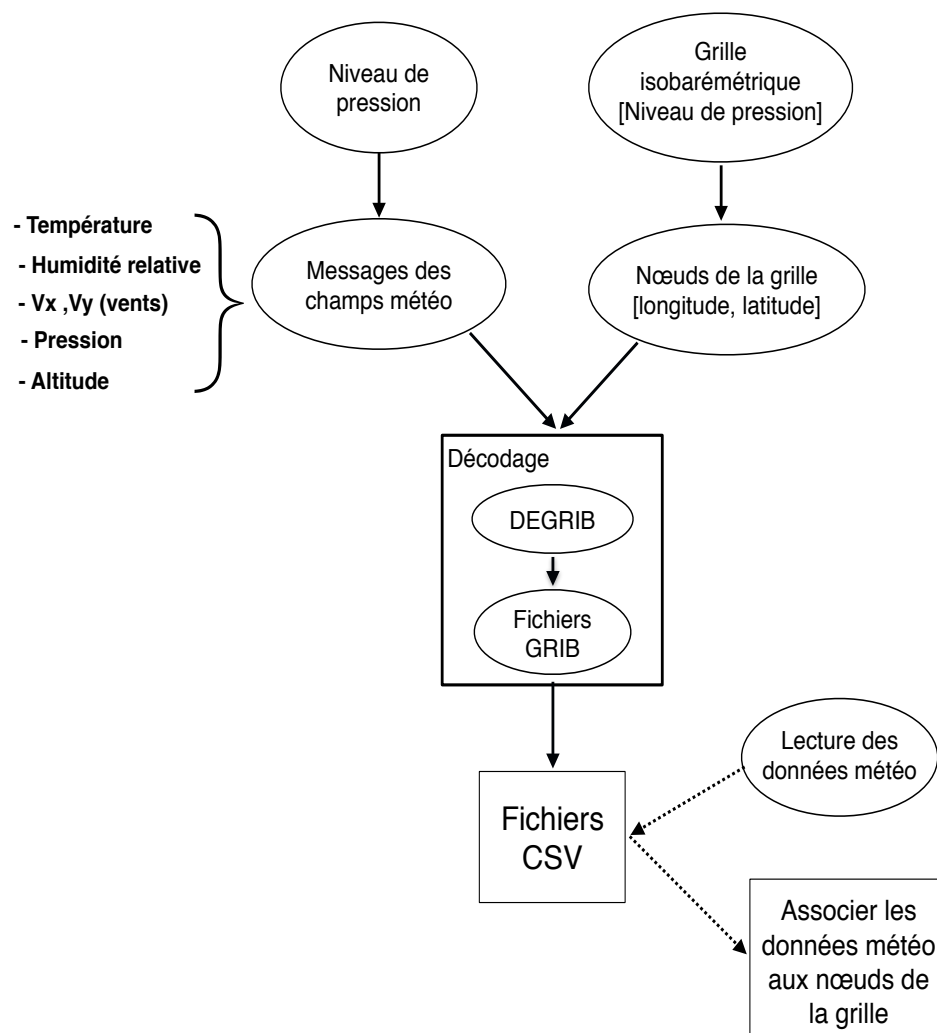 Niveau de
pression
Grille
isobarémétrique
[Niveau de pression]
- Température
- Humidité relative
- Vx ,Vy (vents)
- Pression
- Altitude
Messages des
champs météo
Nœuds de la grille
[longitude, latitude]
Décodage
DEGRIB
Fichiers
GRIB
Lecture des
données météo
Fichiers
CSV
Associer les
données météo
aux nœuds de
la grille